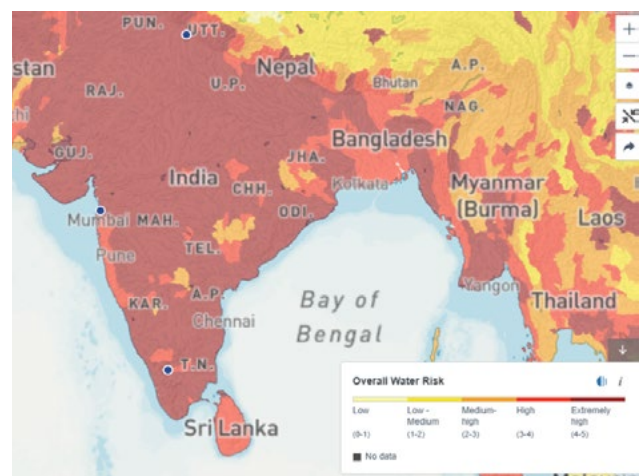 PUN.
UTT.
stan
Nepal
A.P.
RAJ.
U.P.
Bhutan
NAG.
Bangladesh
GUJ.
JHA.
India
Kolkata
Myanmar
(Burma)
CHH.
Laos
Mumbai
MAH.
ODI.
Pune
TEL.
Yangon
KAR.
A.P.
Bay of
Bengal
Thailand
Chennai
T.N.
Sri Lanka
Overall Water Risk
i
Low
Low -
Medium
Medium-
high
High
Extremely
high
(0-1)
(1-2)
(2-3)
(3-4)
(4-5)
No data